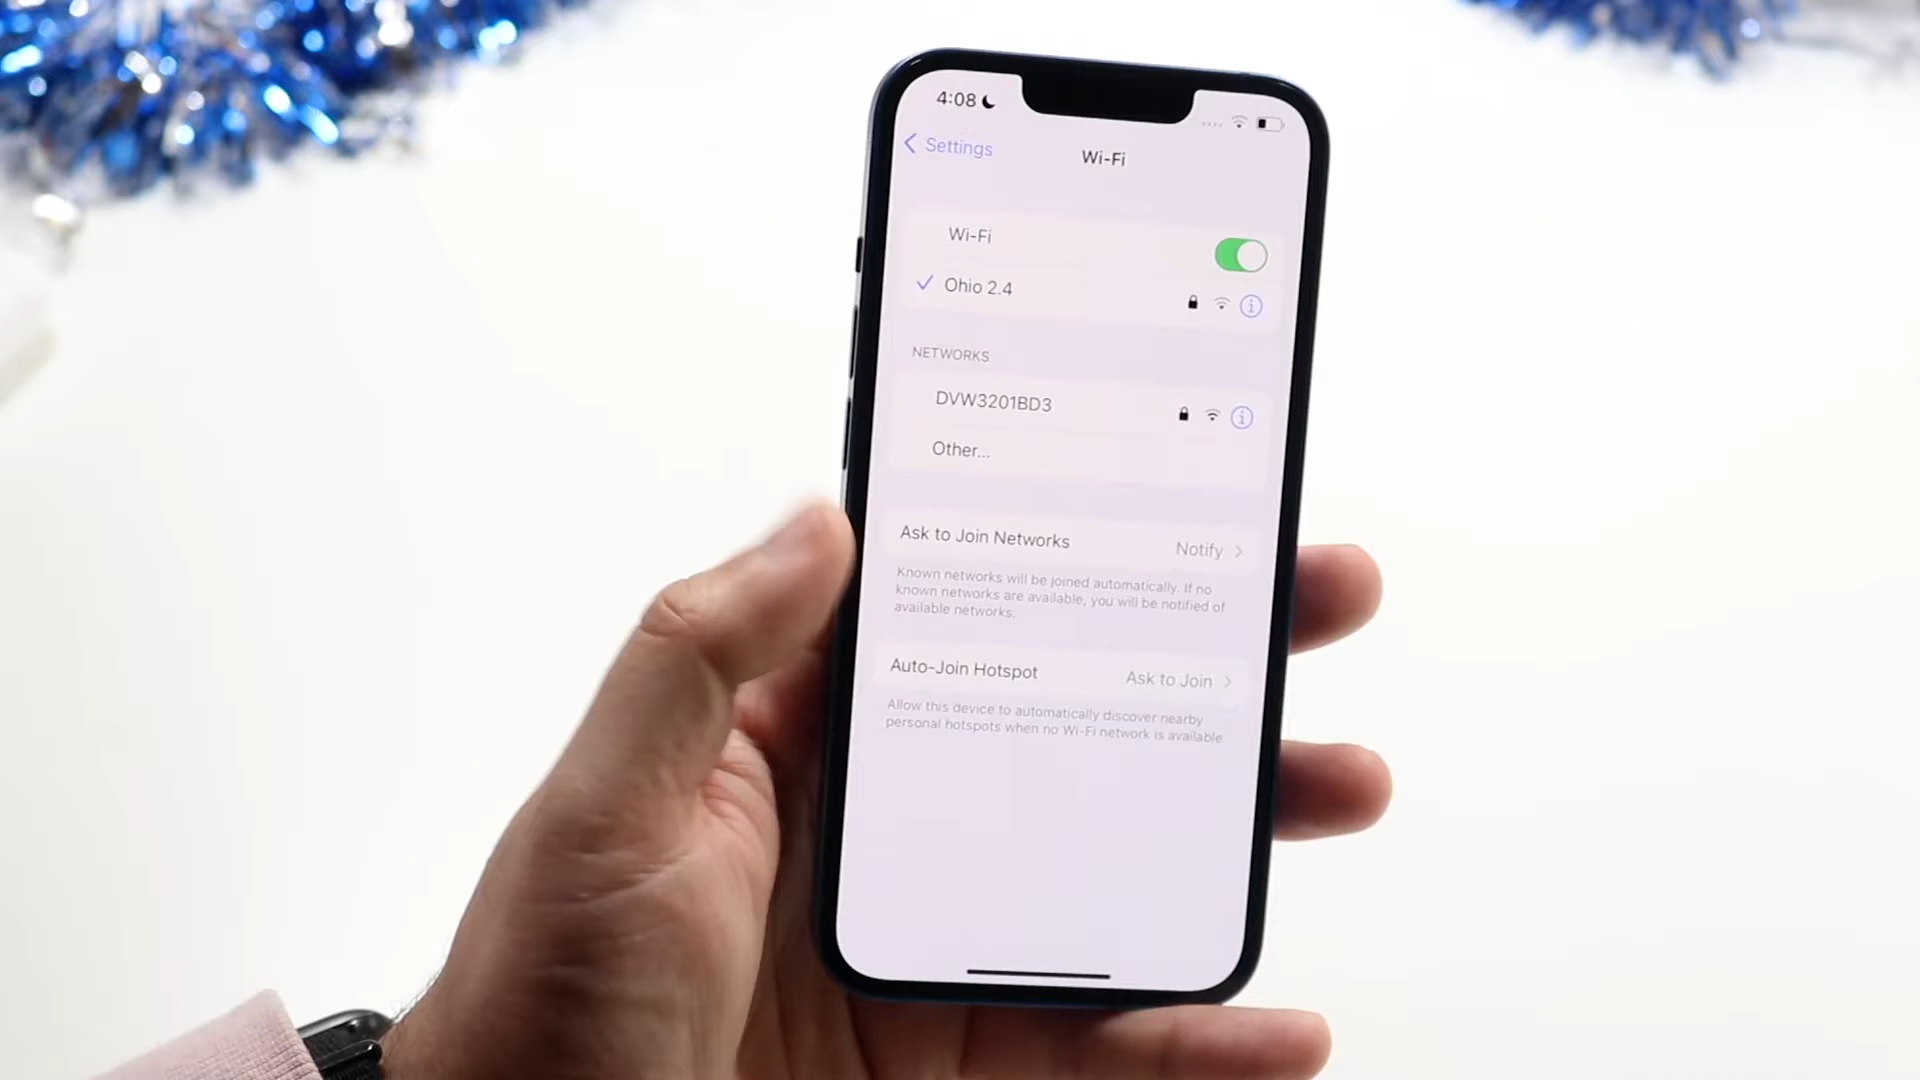 4:08
Settings
Wi-Fi
Wi-Fi
Ohio 2.4
NETWORKS
DVW3201BD3
Other...
Ask to Join Networks Notify
Known networks will be joined automatically. If no
known networks are available, you will be notified of
available networks.
Auto-Join Hotspot Ask to Join
Allow this device to automatically discover nearby
personal hotspots when no Wi-Fi network is available